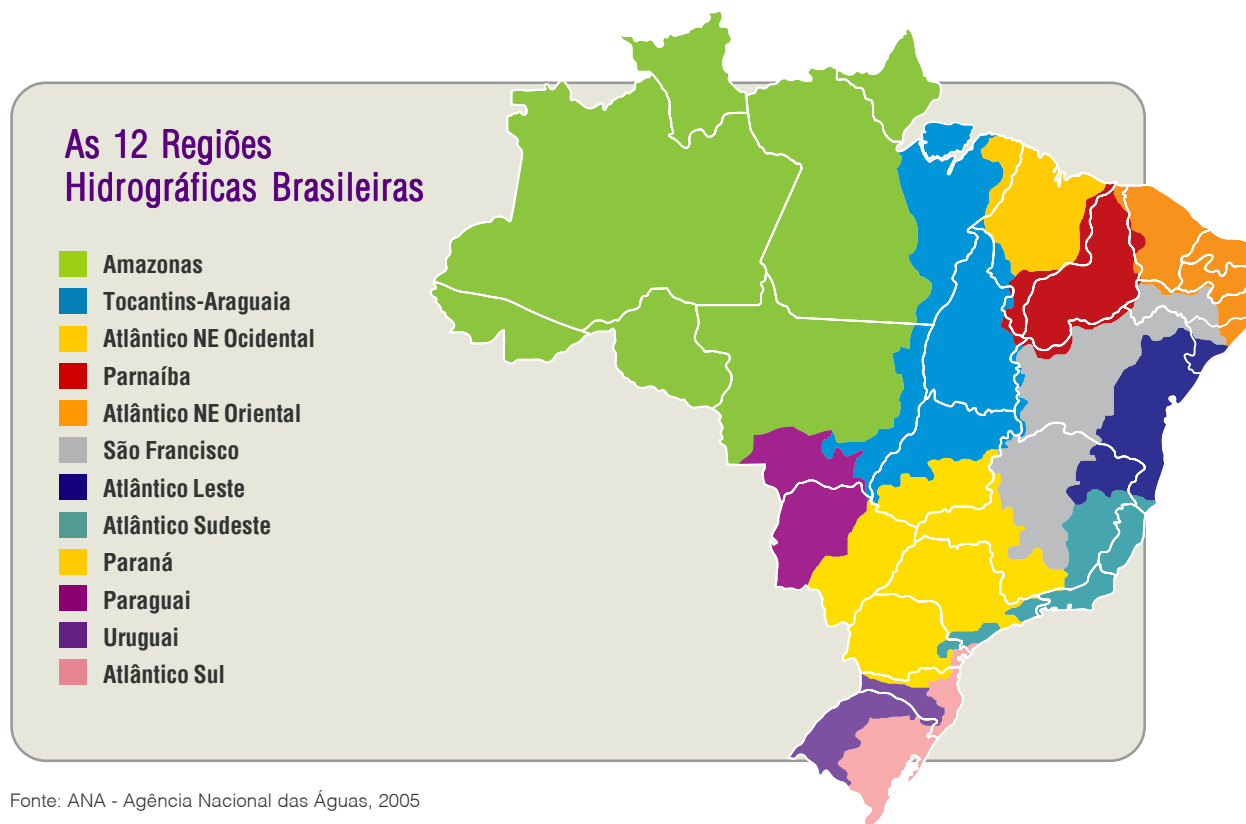 As 12 Regiões
Hidrográficas Brasileiras
Amazonas
Tocantins-Araguaia
Atlântico NE Ocidental
Parnaíba
Atlântico NE Oriental
São Francisco
Atlântico Leste
Atlântico Sudeste
Paraná
Paraguai
Uruguai
Atlântico Sul
Fonte: ANA - Agência Nacional das Águas, 2005